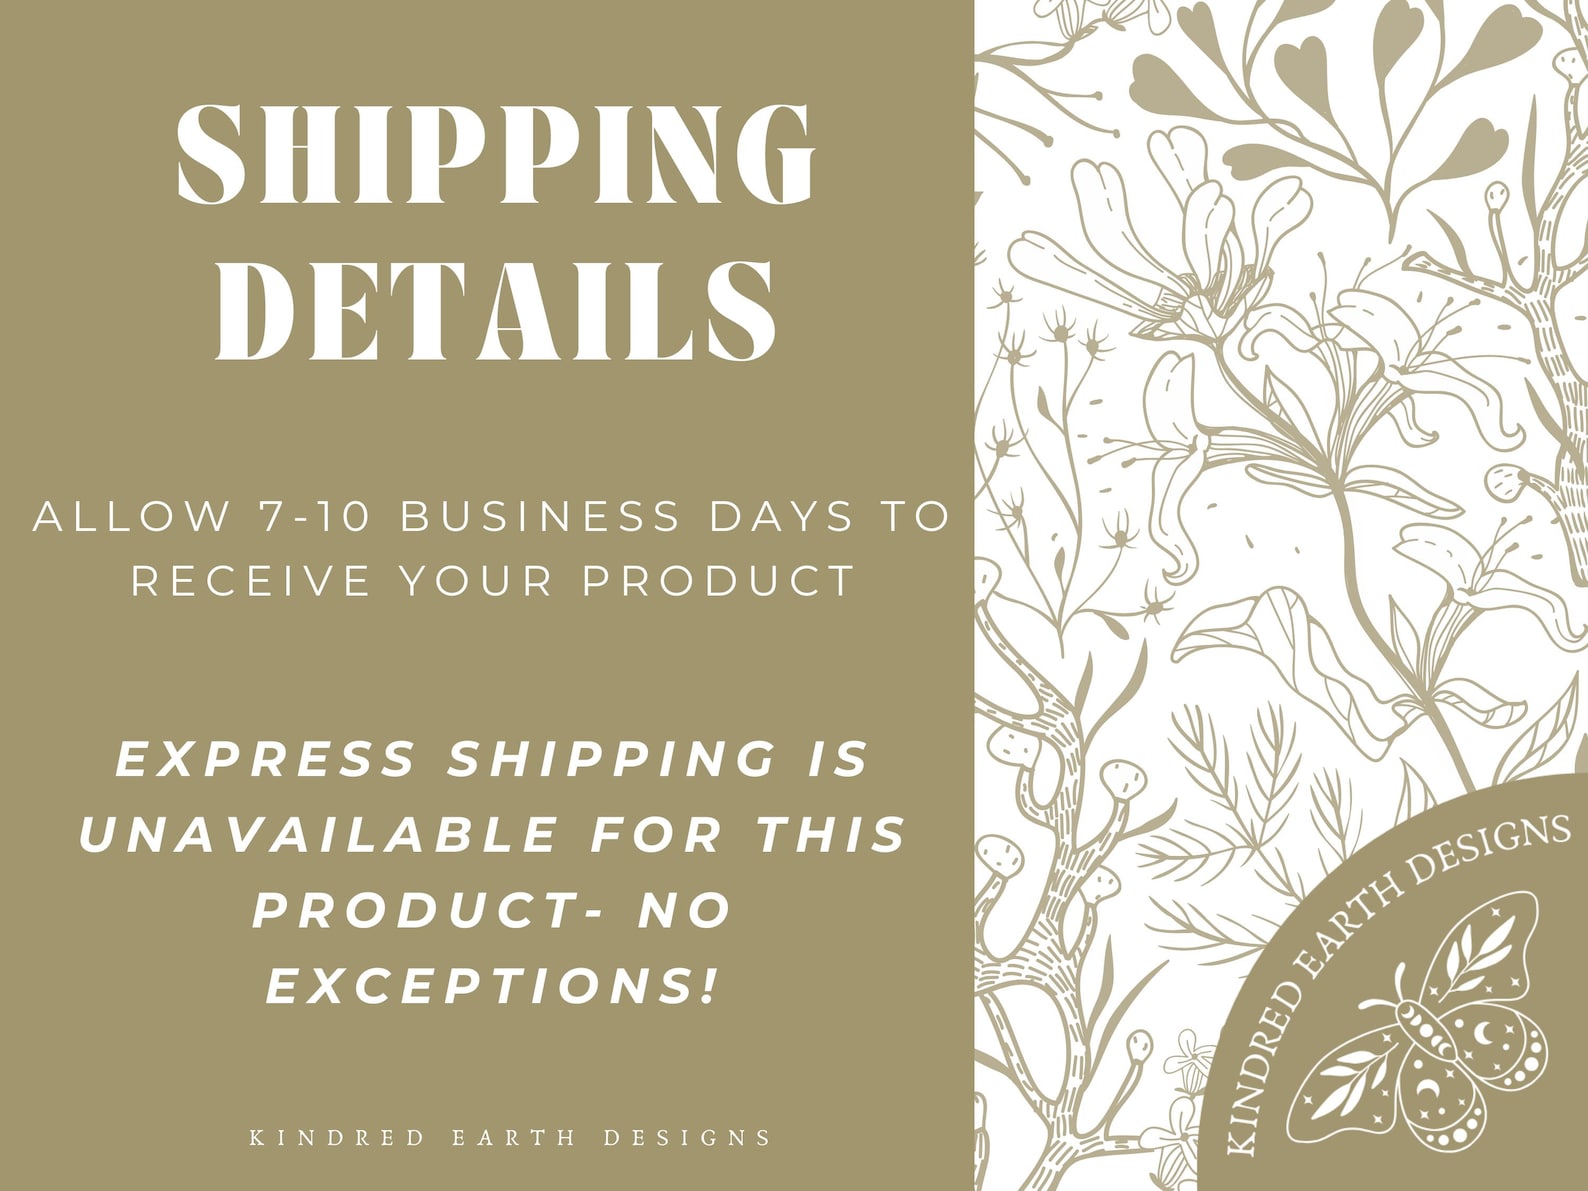 SHIPPING
DETAILS
ALLOW 7-10 BUSINESS DAYS TO
RECEIVE YOUR PRODUCT
EXPRESS SHIPPING IS
UNAVAILABLE FOR THIS
PRODUCT- NO
EXCEPTIONS!
KINDRED EARTH DESIGNS
KINDRED EARTH DESIGNS